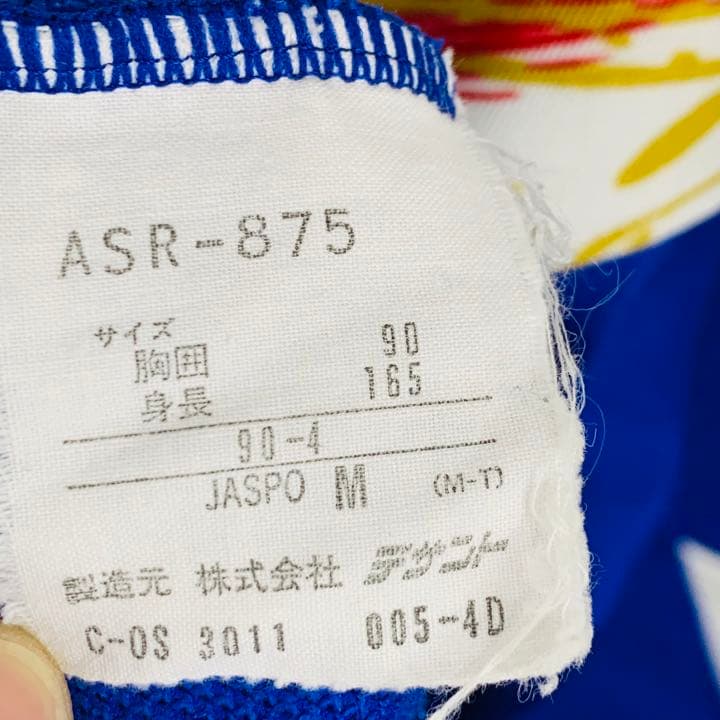 ASR-875
サイズ
胸囲 90
身長 165
90-4
JASPO M (M-T)
製造元 株式会社 デサント
C-OS 3011 005-4D